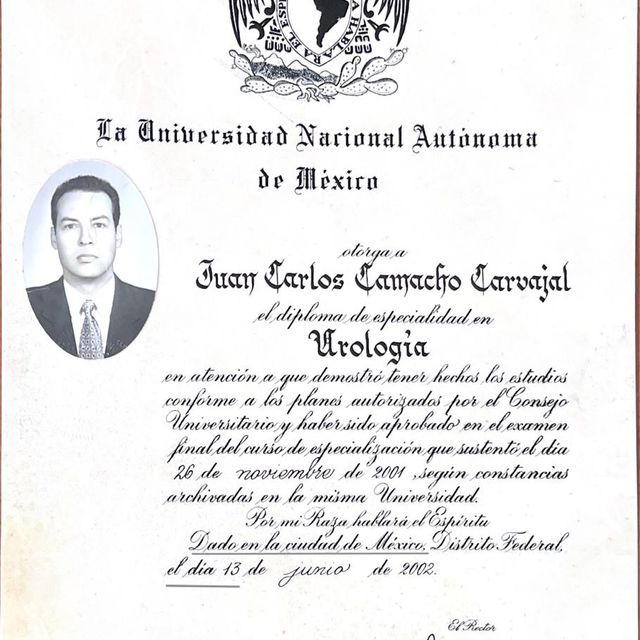 EL ESP
A HABLARA
La Universidad Nacional Autónoma
de México
otorga a
Juan Carlos Camacho Carvajal
el diploma de especialidad en
Urología
en atención a que demostró tener hechos los estudios
conforme a los planes autorizados por el Consejo
Universitario y haber sido aprobado en el examen
final del curso de especialización que sustentó el día
26 de noviembre de 2001, según constancias
archivadas en la misma Universidad.
Por mi Raza hablará el Espíritu
Dado en la ciudad de México, Distrito Federal,
el día 13 de junio de 2002.
El Rector